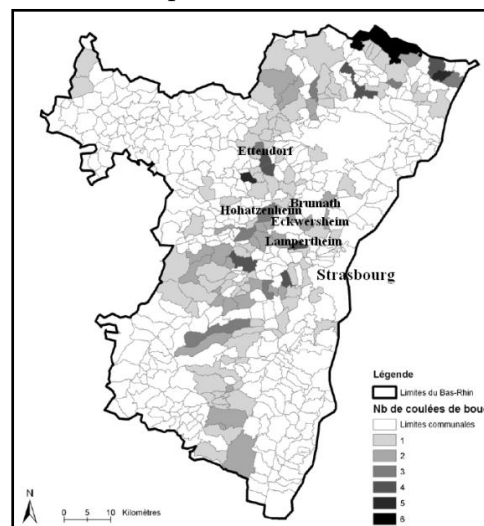 Ettendorf
Brumath
Hohatzenheim
Eckwersheim
Lampertheim
Strasbourg
Légende
Limites du Bas-Rhin
Nb de coulées de boue
Limites communales
1
2
3
4
5
6
N
0 5 10 Kilomètres